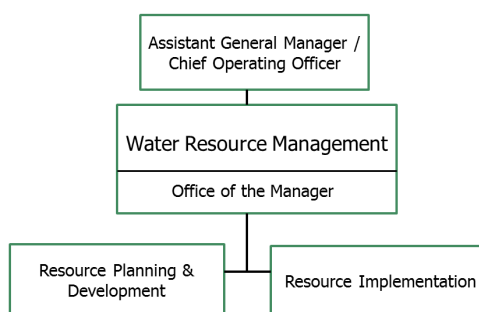 Assistant General Manager /
Chief Operating Officer
Water Resource Management
Office of the Manager
Resource Planning &
Development
Resource Implementation